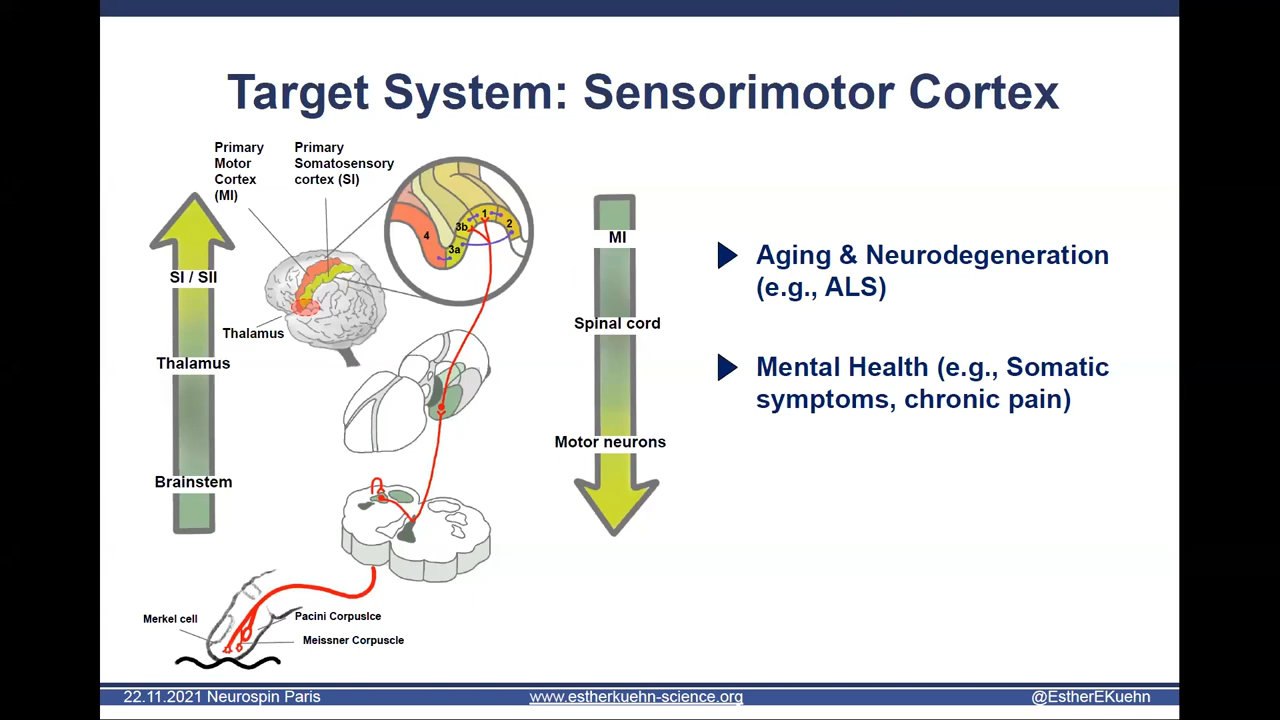 Target System: Sensorimotor Cortex
Primary
Motor
Cortex
(MI)
Primary
Somatosensory
cortex (SI)
4
3a
3b
1
2
SI / SII
Thalamus
Thalamus
Brainstem
MI
Spinal cord
Motor neurons
Aging & Neurodegeneration
(e.g., ALS)
Mental Health (e.g., Somatic
symptoms, chronic pain)
Merkel cell
Pacini Corpuslce
Meissner Corpuscle
22.11.2021 Neurospin Paris
www.estherkuehn-science.org
@EstherEKuehn